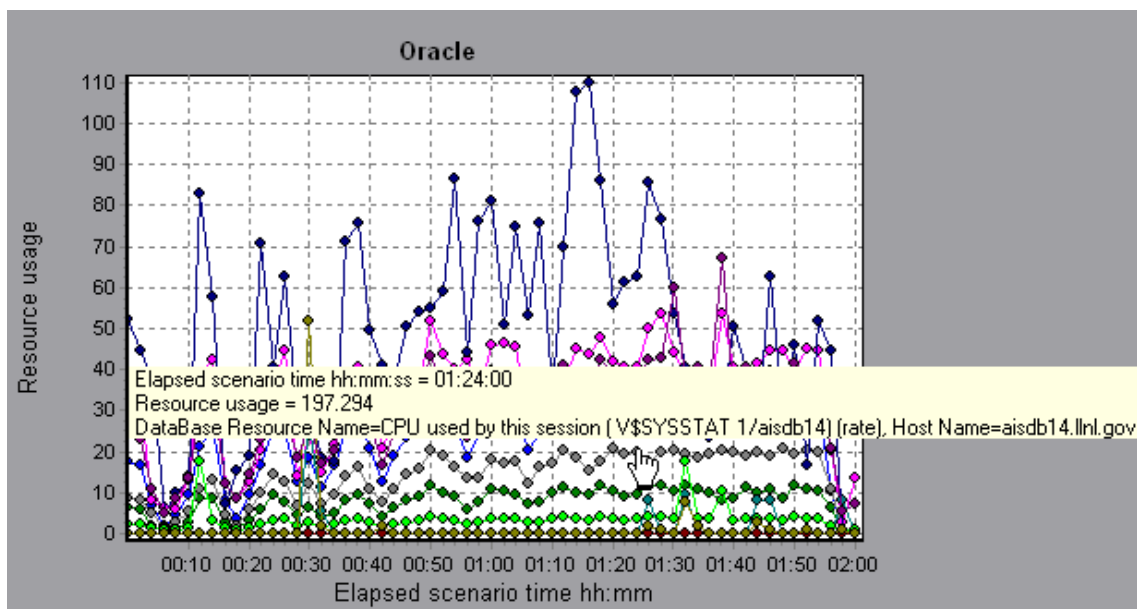 Oracle
110
100
90
80
70
60
50
40
30
20
10
0
Resource usage
Elapsed scenario time hh:mm:ss = 01:24:00
Resource usage = 197.294
DataBase Resource Name=CPU used by this session ( V$SYSSTAT 1/aisdb14) (rate), Host Name=aisdb14.llnl.gov
00:10 00:20 00:30 00:40 00:50 01:00 01:10 01:20 01:30 01:40 01:50 02:00
Elapsed scenario time hh:mm